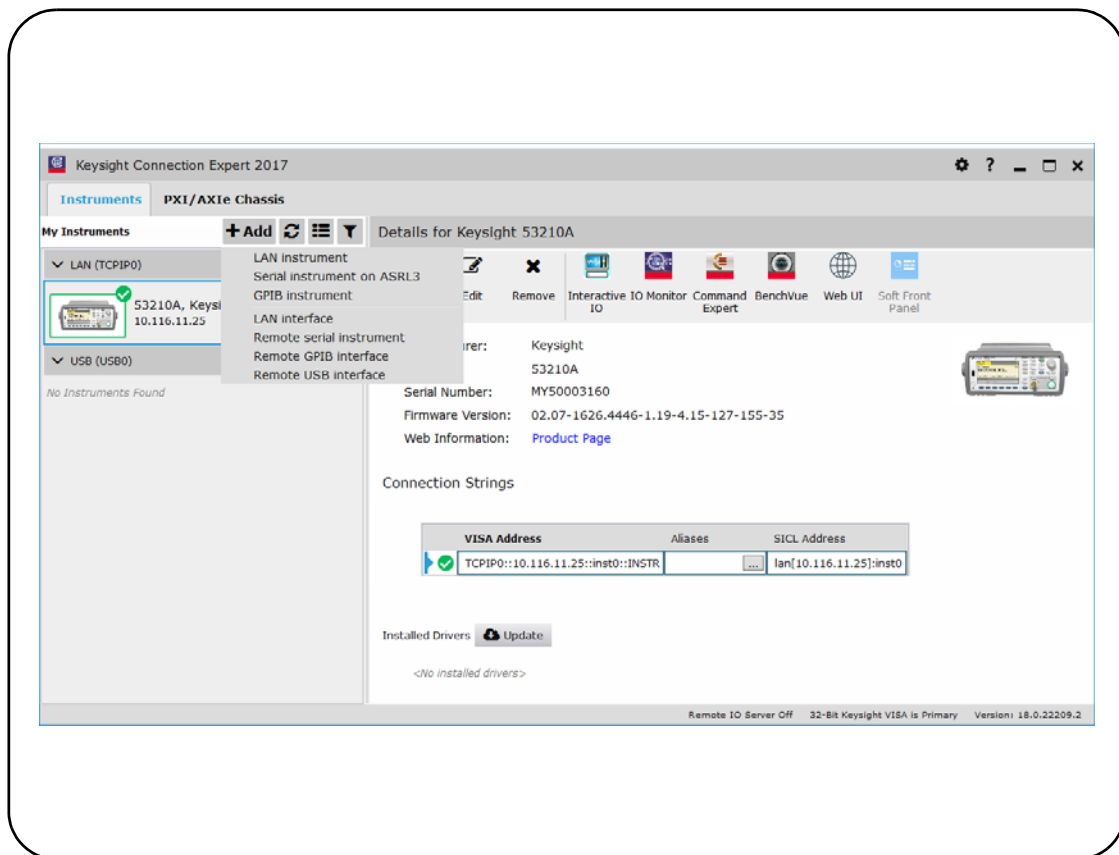 Keysight Connection Expert 2017
?
Instruments PXI/AXIe Chassis
My Instruments
+ Add
LAN (TCPIP0)
53210A, Keysi
10.116.11.25
USB (USB0)
No Instruments Found
LAN instrument
Serial instrument on ASRL3
GPIB instrument
LAN interface
Remote serial instrument
Remote GPIB interface
Remote USB interface
Details for Keysight 53210A
Edit Remove Interactive IO Monitor Command BenchVue Web UI Soft Front
IO Expert Panel
rer: Keysight
53210A
Serial Number: MY50003160
Firmware Version: 02.07-1626.4446-1.19-4.15-127-155-35
Web Information: Product Page
Connection Strings
VISA Address Aliases SICL Address
TCPIP0::10.116.11.25::inst0::INSTR ... lan[10.116.11.25]:inst0
Installed Drivers Update
<No installed drivers>
Remote IO Server Off 32-Bit Keysight VISA is Primary Version: 18.0.22209.2